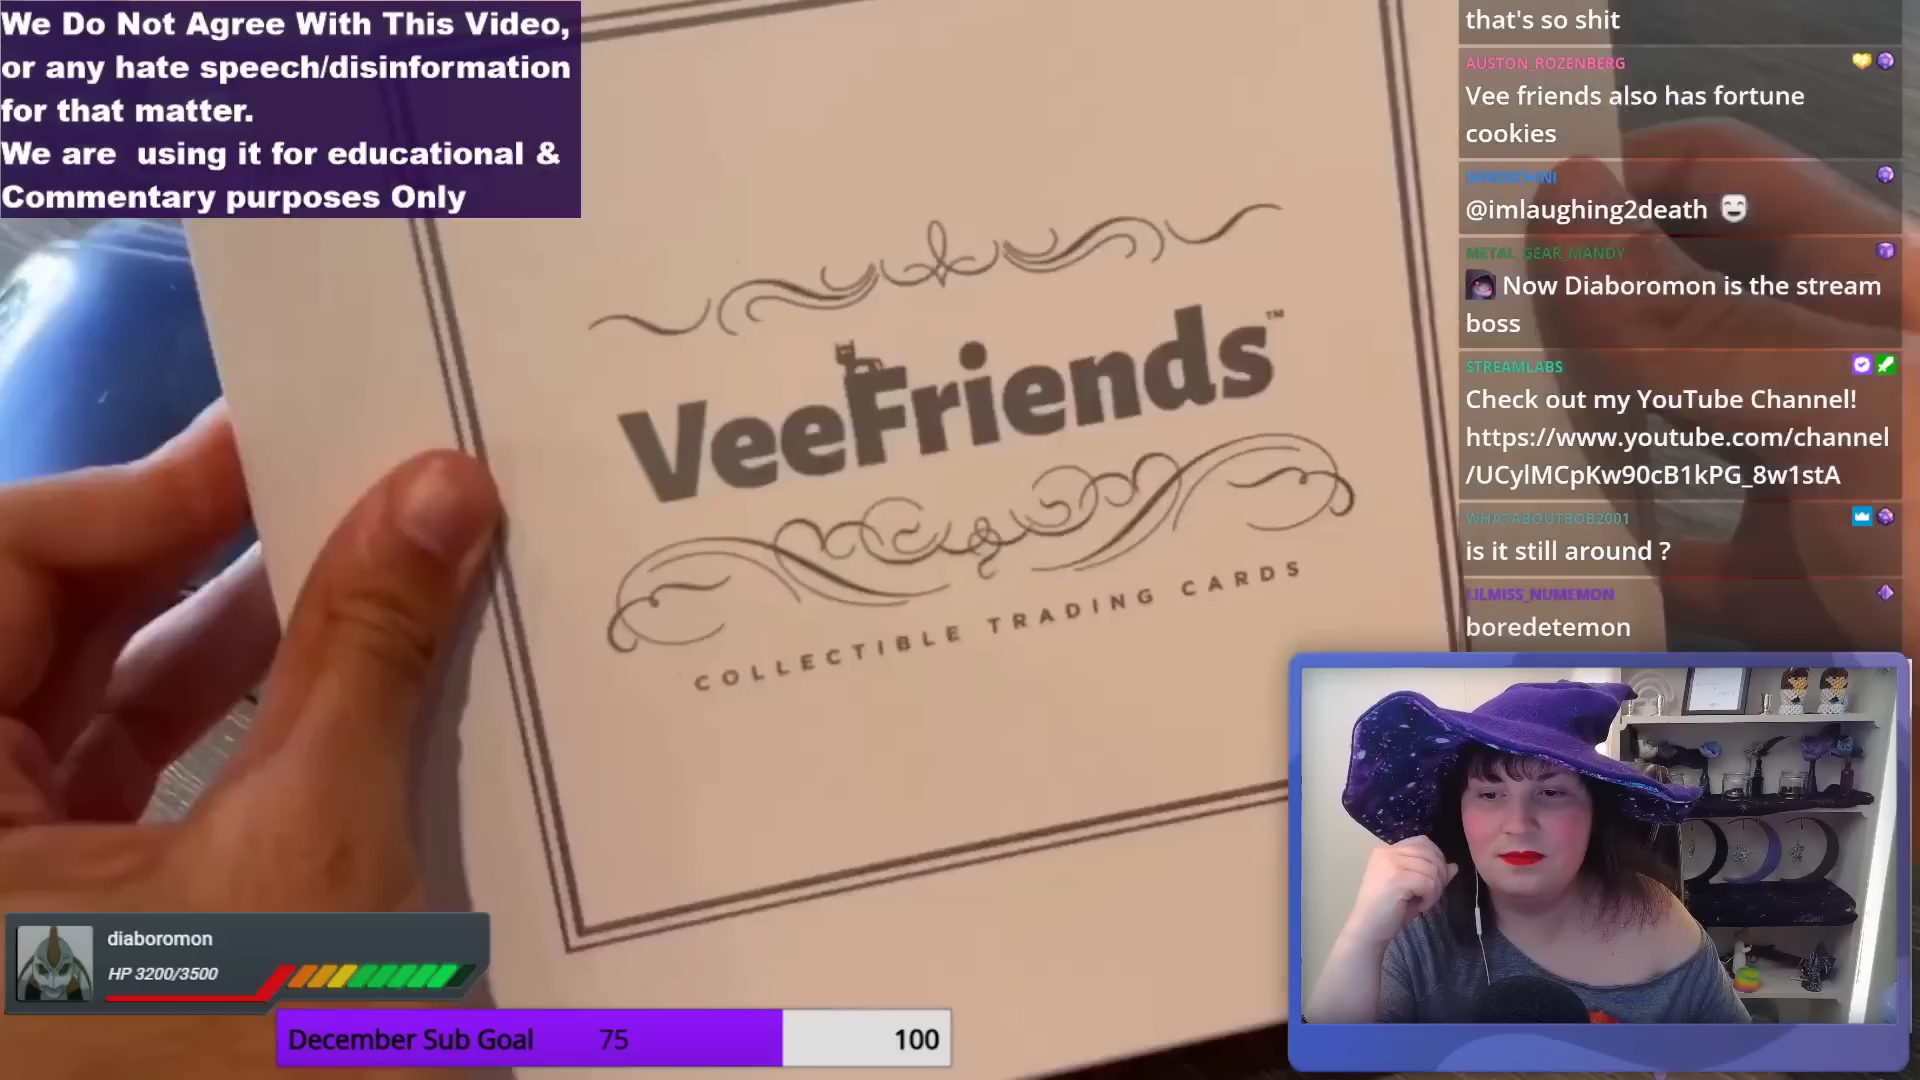 We Do Not Agree With This Video,
or any hate speech/disinformation
for that matter.
We are using it for educational &
Commentary purposes Only
VeeFriends™
COLLECTIBLE TRADING CARDS
that's so shit
AUSTON_ROZENBERG
Vee friends also has fortune
cookies
@imlaughing2death
METAL_GEAR_MANDY
Now Diaboromon is the stream
boss
STREAMLABS
Check out my YouTube Channel!
https://www.youtube.com/channel
/UCylMCpKw90cB1kPG_8w1stA
WHATABOUTBOB2001
is it still around ?
LILMISS_NUMEMON
boredetemon
diaboromon
HP 3200/3500
December Sub Goal 75 100